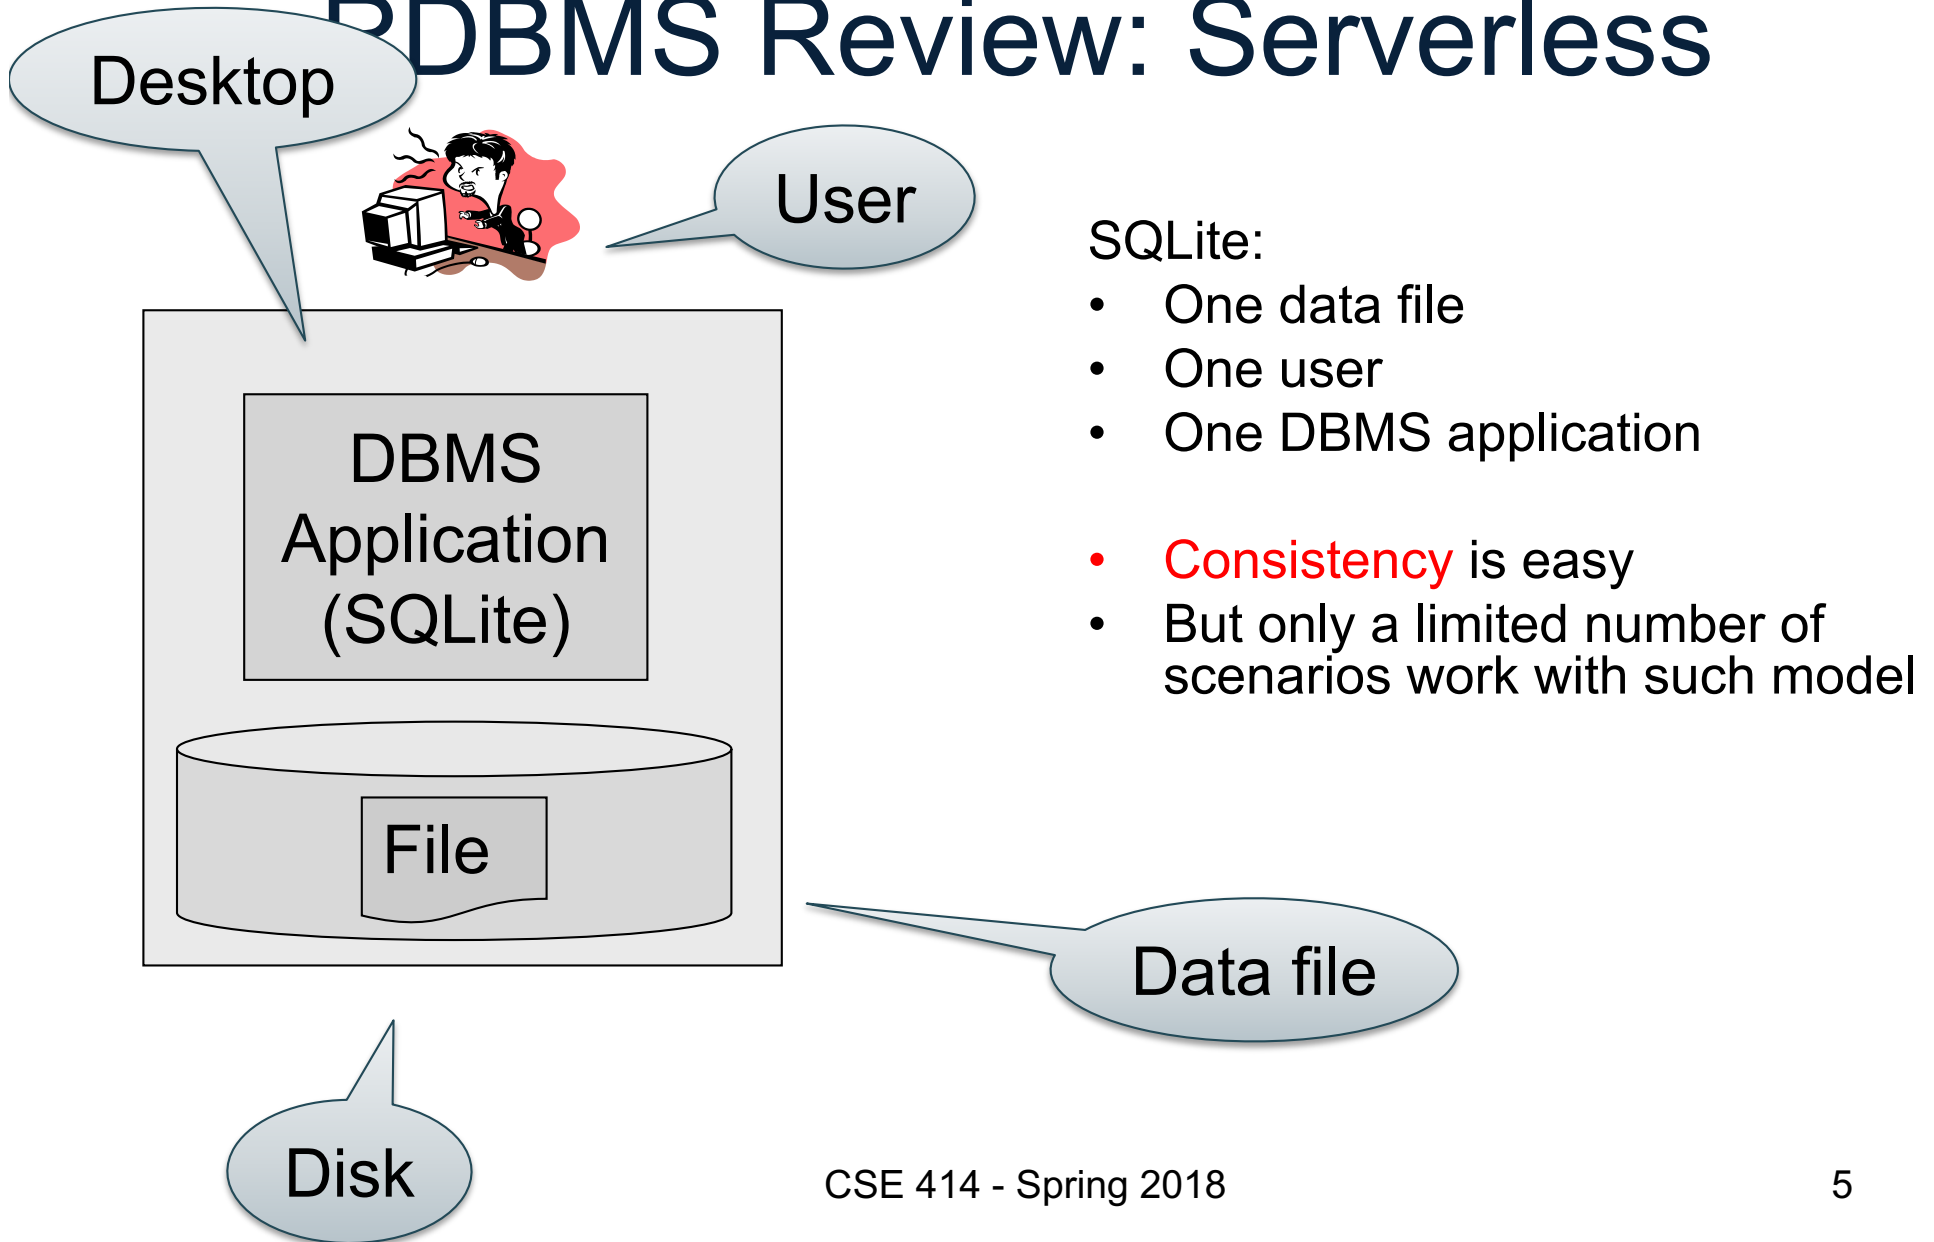 RDBMS Review: Serverless
Desktop
User
SQLite:
• One data file
• One user
• One DBMS application
• Consistency is easy
• But only a limited number of
scenarios work with such model
DBMS
Application
(SQLite)
File
Data file
Disk
CSE 414 - Spring 2018
5